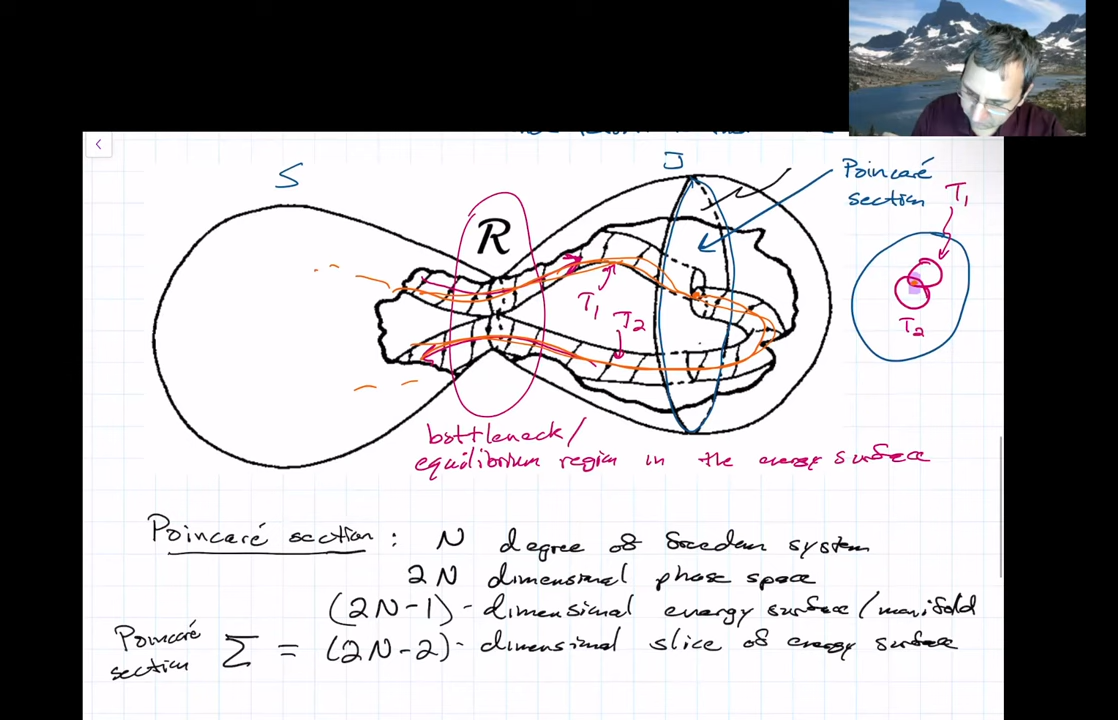 S
J
Poincaré
section
T₁
R
T₁
T₂
T₂
bottleneck/
equilibrium region in the energy surface
Poincaré section : N degree of freedom system
2N dimensional phase space
(2N-1)-dimensional energy surface/manifold
Poincaré
section Σ = (2N-2)-dimensional slice of energy surface